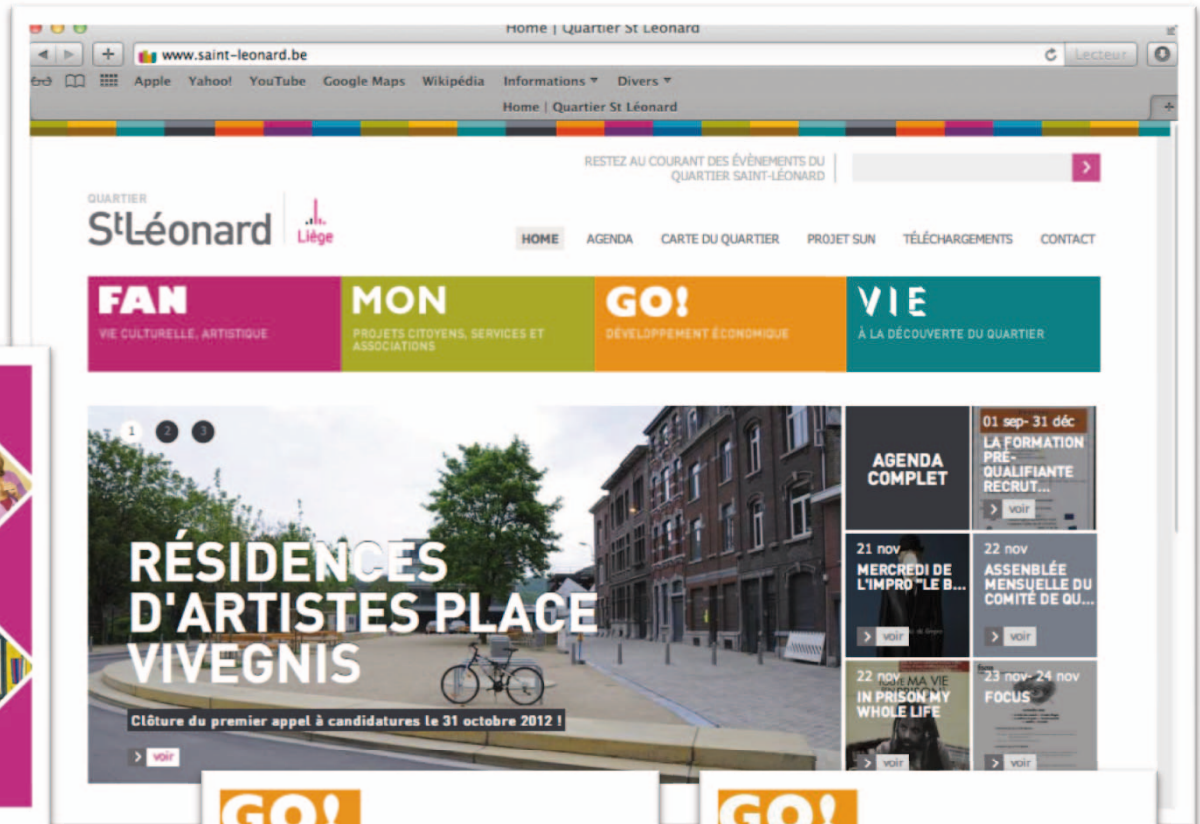 Home | Quartier St Léonard
www.saint-leonard.be
Lecteur
Apple Yahoo! YouTube Google Maps Wikipédia Informations Divers
Home | Quartier St Léonard
RESTEZ AU COURANT DES ÉVÈNEMENTS DU
QUARTIER SAINT-LÉONARD
QUARTIER
StLéonard
Liège
HOME AGENDA CARTE DU QUARTIER PROJET SUN TÉLÉCHARGEMENTS CONTACT
FAN
VIE CULTURELLE, ARTISTIQUE
MON
PROJETS CITOYENS, SERVICES ET
ASSOCIATIONS
GO!
DÉVELOPPEMENT ÉCONOMIQUE
VIE
À LA DÉCOUVERTE DU QUARTIER
1 2 3
RÉSIDENCES
D'ARTISTES PLACE
VIVEGNIS
Clôture du premier appel à candidatures le 31 octobre 2012 !
voir
AGENDA
COMPLET
01 sep- 31 déc
LA FORMATION
PRÉ-
QUALIFIANTE
RECRUT...
voir
21 nov
MERCREDI DE
L'IMPRO "LE B...
voir
22 nov
ASSENBLÉE
MENSUELLE DU
COMITÉ DE QU...
voir
22 nov
IN PRISON MY
WHOLE LIFE
voir
23 nov- 24 nov
FOCUS
voir
GO!
GO!